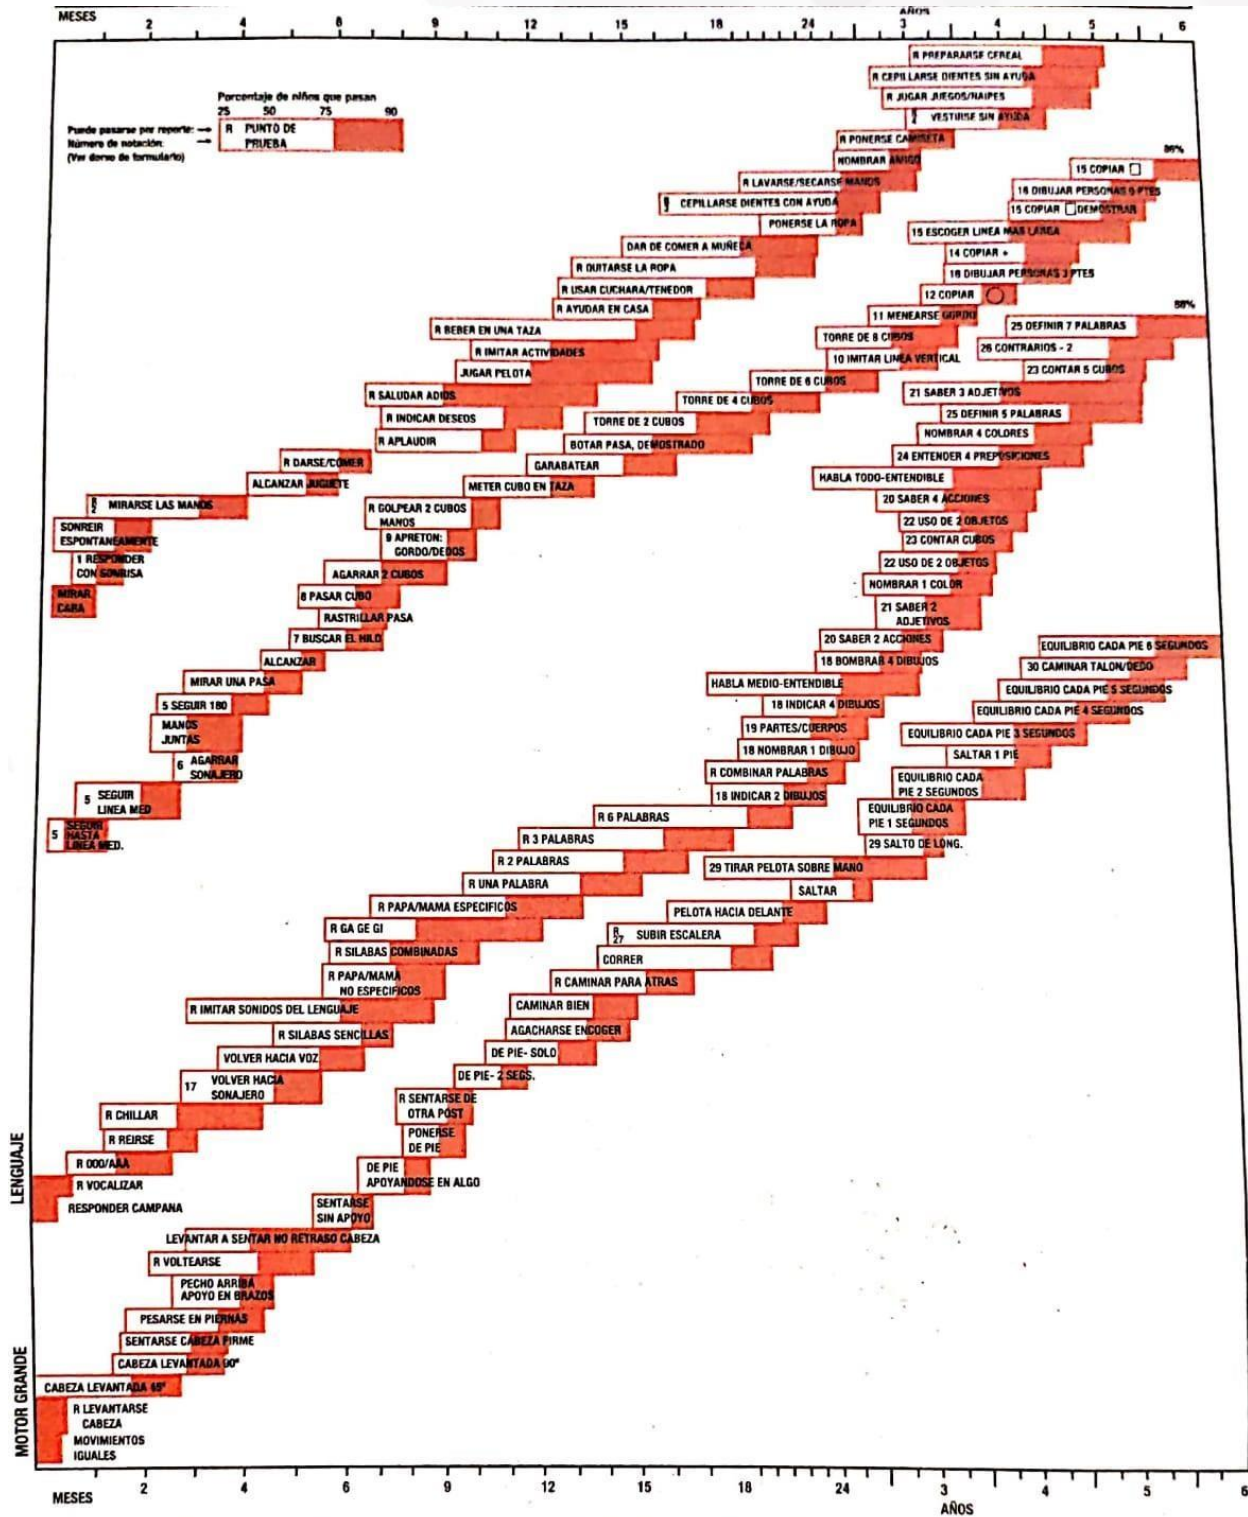 MESES
AÑOS
2 4 6 9 12 15 18 24 3 4 5 6
Porcentaje de niños que pasan
25 50 75 90
Puede pasarse por reporte:
R PUNTO DE
PRUEBA
Número de notación:
(Ver dorso de formulario)
R PREPARARSE CEREAL
R CEPILLARSE DIENTES SIN AYUDA
R JUGAR JUEGOS/NAIPES
VESTIRSE SIN AYUDA
R PONERSE CAMISETA
NOMBRAR AMIGO
86%
15 COPIAR
R LAVARSE/SECARSE MANOS
16 DIBUJAR PERSONAS 6 PTES
CEPILLARSE DIENTES CON AYUDA
15 COPIAR DEMOSTRAR
PONERSE LA ROPA
15 ESCOGER LINEA MAS LARGA
DAR DE COMER A MUÑECA
14 COPIAR +
R QUITARSE LA ROPA
16 DIBUJAR PERSONAS 3 PTES
R USAR CUCHARA/TENEDOR
12 COPIAR
88%
R AYUDAR EN CASA
11 MENEARSE GORDO
R BEBER EN UNA TAZA
25 DEFINIR 7 PALABRAS
TORRE DE 8 CUBOS
R IMITAR ACTIVIDADES
26 CONTRARIOS - 2
10 IMITAR LINEA VERTICAL
JUGAR PELOTA
23 CONTAR 5 CUBOS
TORRE DE 6 CUBOS
R SALUDAR ADIOS
21 SABER 3 ADJETIVOS
TORRE DE 4 CUBOS
R INDICAR DESEOS
25 DEFINIR 5 PALABRAS
TORRE DE 2 CUBOS
R APLAUDIR
NOMBRAR 4 COLORES
BOTAR PASA, DEMOSTRADO
R DARSE/COMER
24 ENTENDER 4 PREPOSICIONES
GARABATEAR
ALCANZAR JUGUETE
HABLA TODO-ENTENDIBLE
METER CUBO EN TAZA
R
2 MIRARSE LAS MANOS
20 SABER 4 ACCIONES
R GOLPEAR 2 CUBOS
MANOS
SONREIR
ESPONTANEAMENTE
22 USO DE 2 OBJETOS
9 APRETON:
GORDO/DEDOS
23 CONTAR CUBOS
1 RESPONDER
CON SONRISA
22 USO DE 2 OBJETOS
AGARRAR 2 CUBOS
NOMBRAR 1 COLOR
MIRAR
CARA
8 PASAR CUBO
21 SABER 2
ADJETIVOS
RASTRILLAR PASA
7 BUSCAR EL HILO
20 SABER 2 ACCIONES
ALCANZAR
18 BOMBRAR 4 DIBUJOS
EQUILIBRIO CADA PIE 6 SEGUNDOS
MIRAR UNA PASA
HABLA MEDIO-ENTENDIBLE
30 CAMINAR TALON/DEDO
5 SEGUIR 180
18 INDICAR 4 DIBUJOS
EQUILIBRIO CADA PIE 5 SEGUNDOS
MANOS
JUNTAS
19 PARTES/CUERPOS
EQUILIBRIO CADA PIE 4 SEGUNDOS
6 AGARRAR
SONAJERO
18 NOMBRAR 1 DIBUJO
EQUILIBRIO CADA PIE 3 SEGUNDOS
R COMBINAR PALABRAS
SALTAR 1 PIE
5 SEGUIR
LINEA MED
18 INDICAR 2 DIBUJOS
EQUILIBRIO CADA
PIE 2 SEGUNDOS
R 6 PALABRAS
EQUILIBRIO CADA
PIE 1 SEGUNDOS
5 SEGUIR
HASTA
LINEA MED.
R 3 PALABRAS
29 SALTO DE LONG.
R 2 PALABRAS
29 TIRAR PELOTA SOBRE MANO
R UNA PALABRA
SALTAR
R PAPA/MAMA ESPECIFICOS
PELOTA HACIA DELANTE
R GA GE GI
R
27 SUBIR ESCALERA
R SILABAS COMBINADAS
CORRER
R PAPA/MAMA
NO ESPECIFICOS
R CAMINAR PARA ATRAS
R IMITAR SONIDOS DEL LENGUAJE
CAMINAR BIEN
R SILABAS SENCILLAS
AGACHARSE ENCOGER
VOLVER HACIA VOZ
DE PIE- SOLO
17 VOLVER HACIA
SONAJERO
DE PIE- 2 SEGS.
R CHILLAR
R SENTARSE DE
OTRA POST
R REIRSE
PONERSE
DE PIE
R OOO/AAA
DE PIE
APOYANDOSE EN ALGO
LENGUAJE
R VOCALIZAR
RESPONDER CAMPANA
SENTARSE
SIN APOYO
LEVANTAR A SENTAR NO RETRASO CABEZA
R VOLTEARSE
PECHO ARRIBA
APOYO EN BRAZOS
PESARSE EN PIERNAS
SENTARSE CABEZA FIRME
CABEZA LEVANTADA 90º
MOTOR GRANDE
CABEZA LEVANTADA 45º
R LEVANTARSE
CABEZA
MOVIMIENTOS
IGUALES
2 4 6 9 12 15 18 24 3 4 5 6
MESES
AÑOS